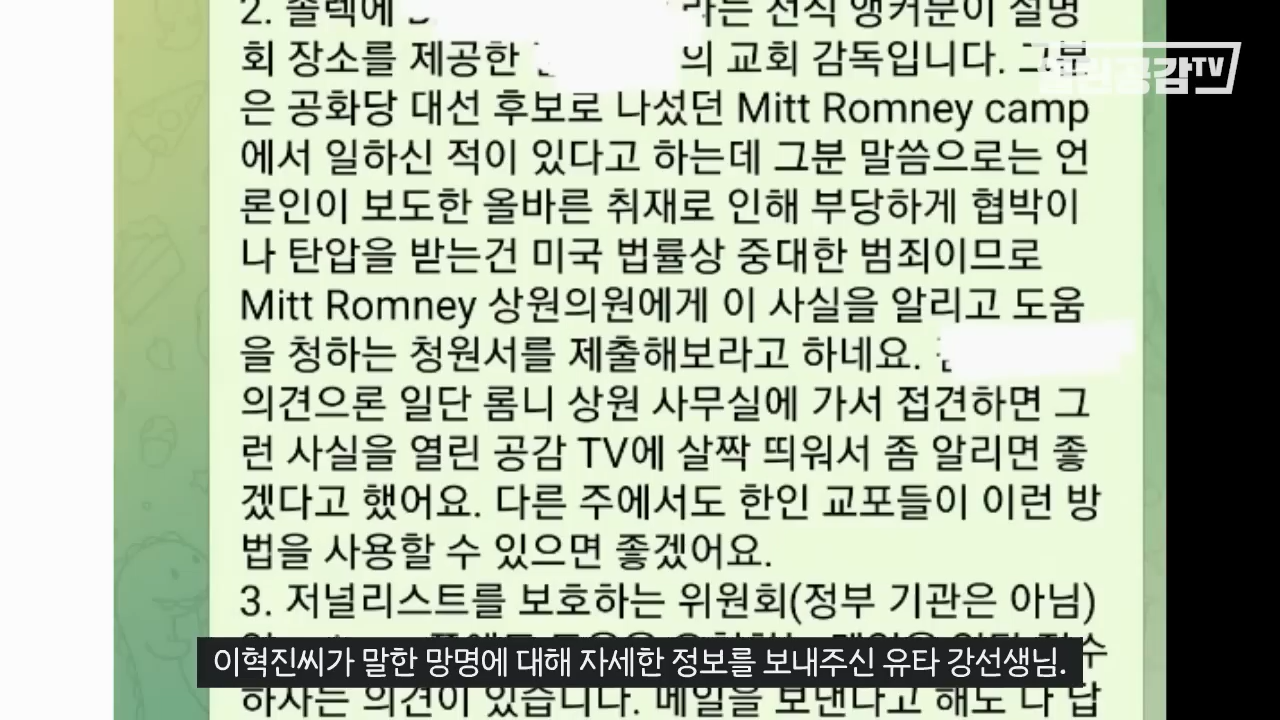 2. 솔렉에 라는 전직 앵커분이 설명
회 장소를 제공한 의 교회 감독입니다. 그분
은 공화당 대선 후보로 나섰던 Mitt Romney camp
에서 일하신 적이 있다고 하는데 그분 말씀으로는 언
론인이 보도한 올바른 취재로 인해 부당하게 협박이
나 탄압을 받는건 미국 법률상 중대한 범죄이므로
Mitt Romney 상원의원에게 이 사실을 알리고 도움
을 청하는 청원서를 제출해보라고 하네요.
의견으론 일단 롬니 상원 사무실에 가서 접견하면 그
런 사실을 열린 공감 TV에 살짝 띄워서 좀 알리면 좋
겠다고 했어요. 다른 주에서도 한인 교포들이 이런 방
법을 사용할 수 있으면 좋겠어요.
3. 저널리스트를 보호하는 위원회(정부 기관은 아님)
수
하자는 의견이 있습니다. 메일을 보낸다고 해도 나 답
열린공감TV
이혁진씨가 말한 망명에 대해 자세한 정보를 보내주신 유타 강선생님.